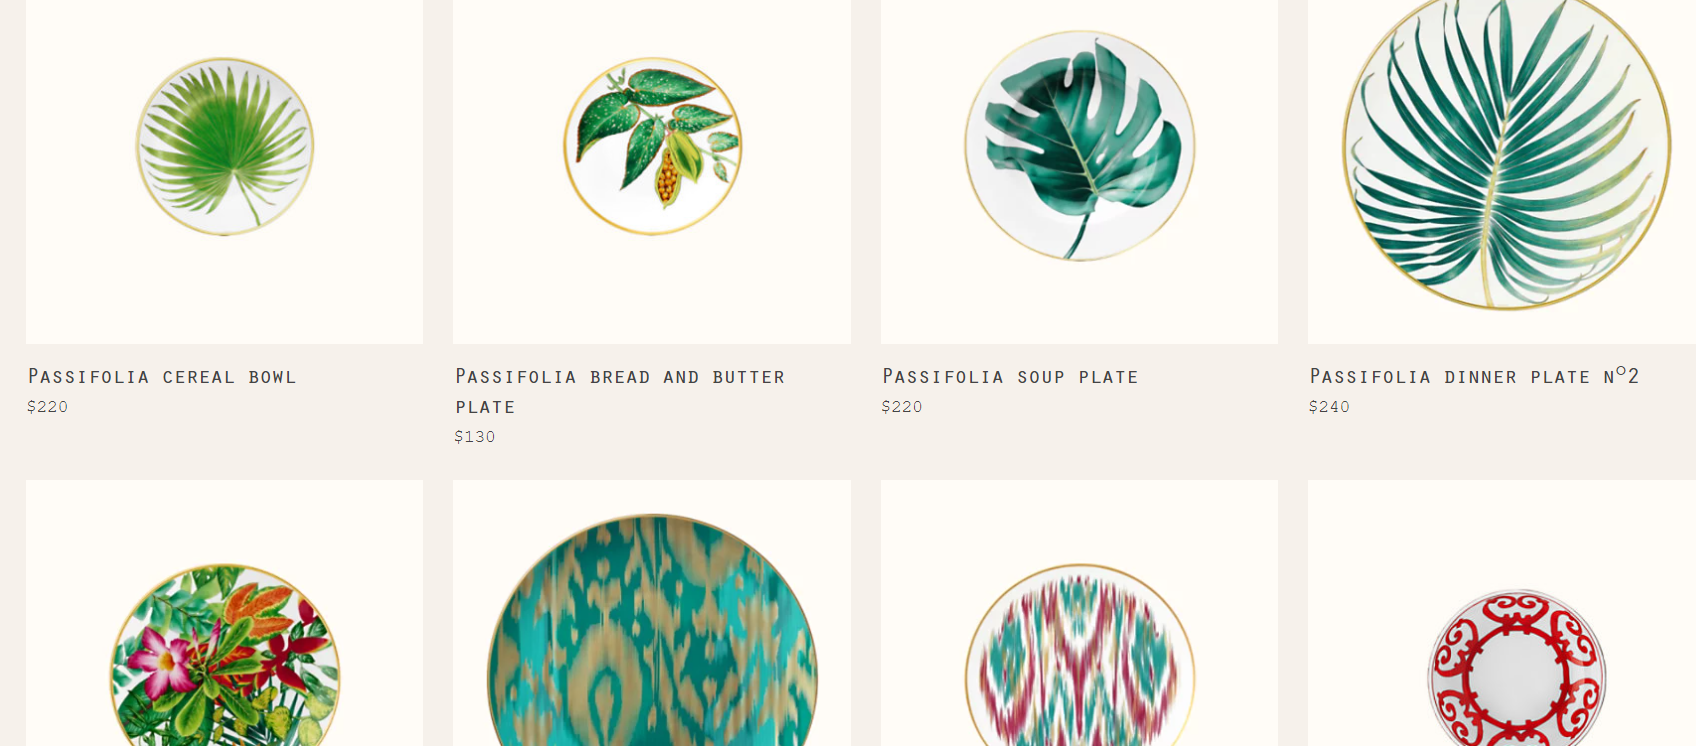 Passifolia cereal bowl
$220
Passifolia bread and butter
plate
$130
Passifolia soup plate
$220
Passifolia dinner plate n°2
$240